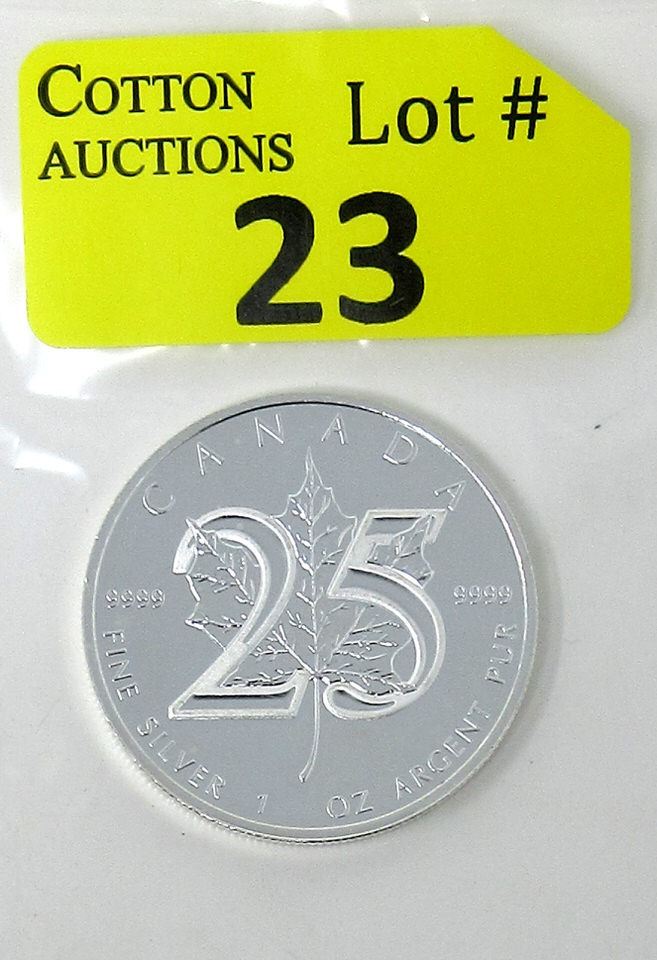 COTTON
AUCTIONS
Lot #
23
CANADA
25
9999
9999
FINE SILVER 1 OZ ARGENT PUR